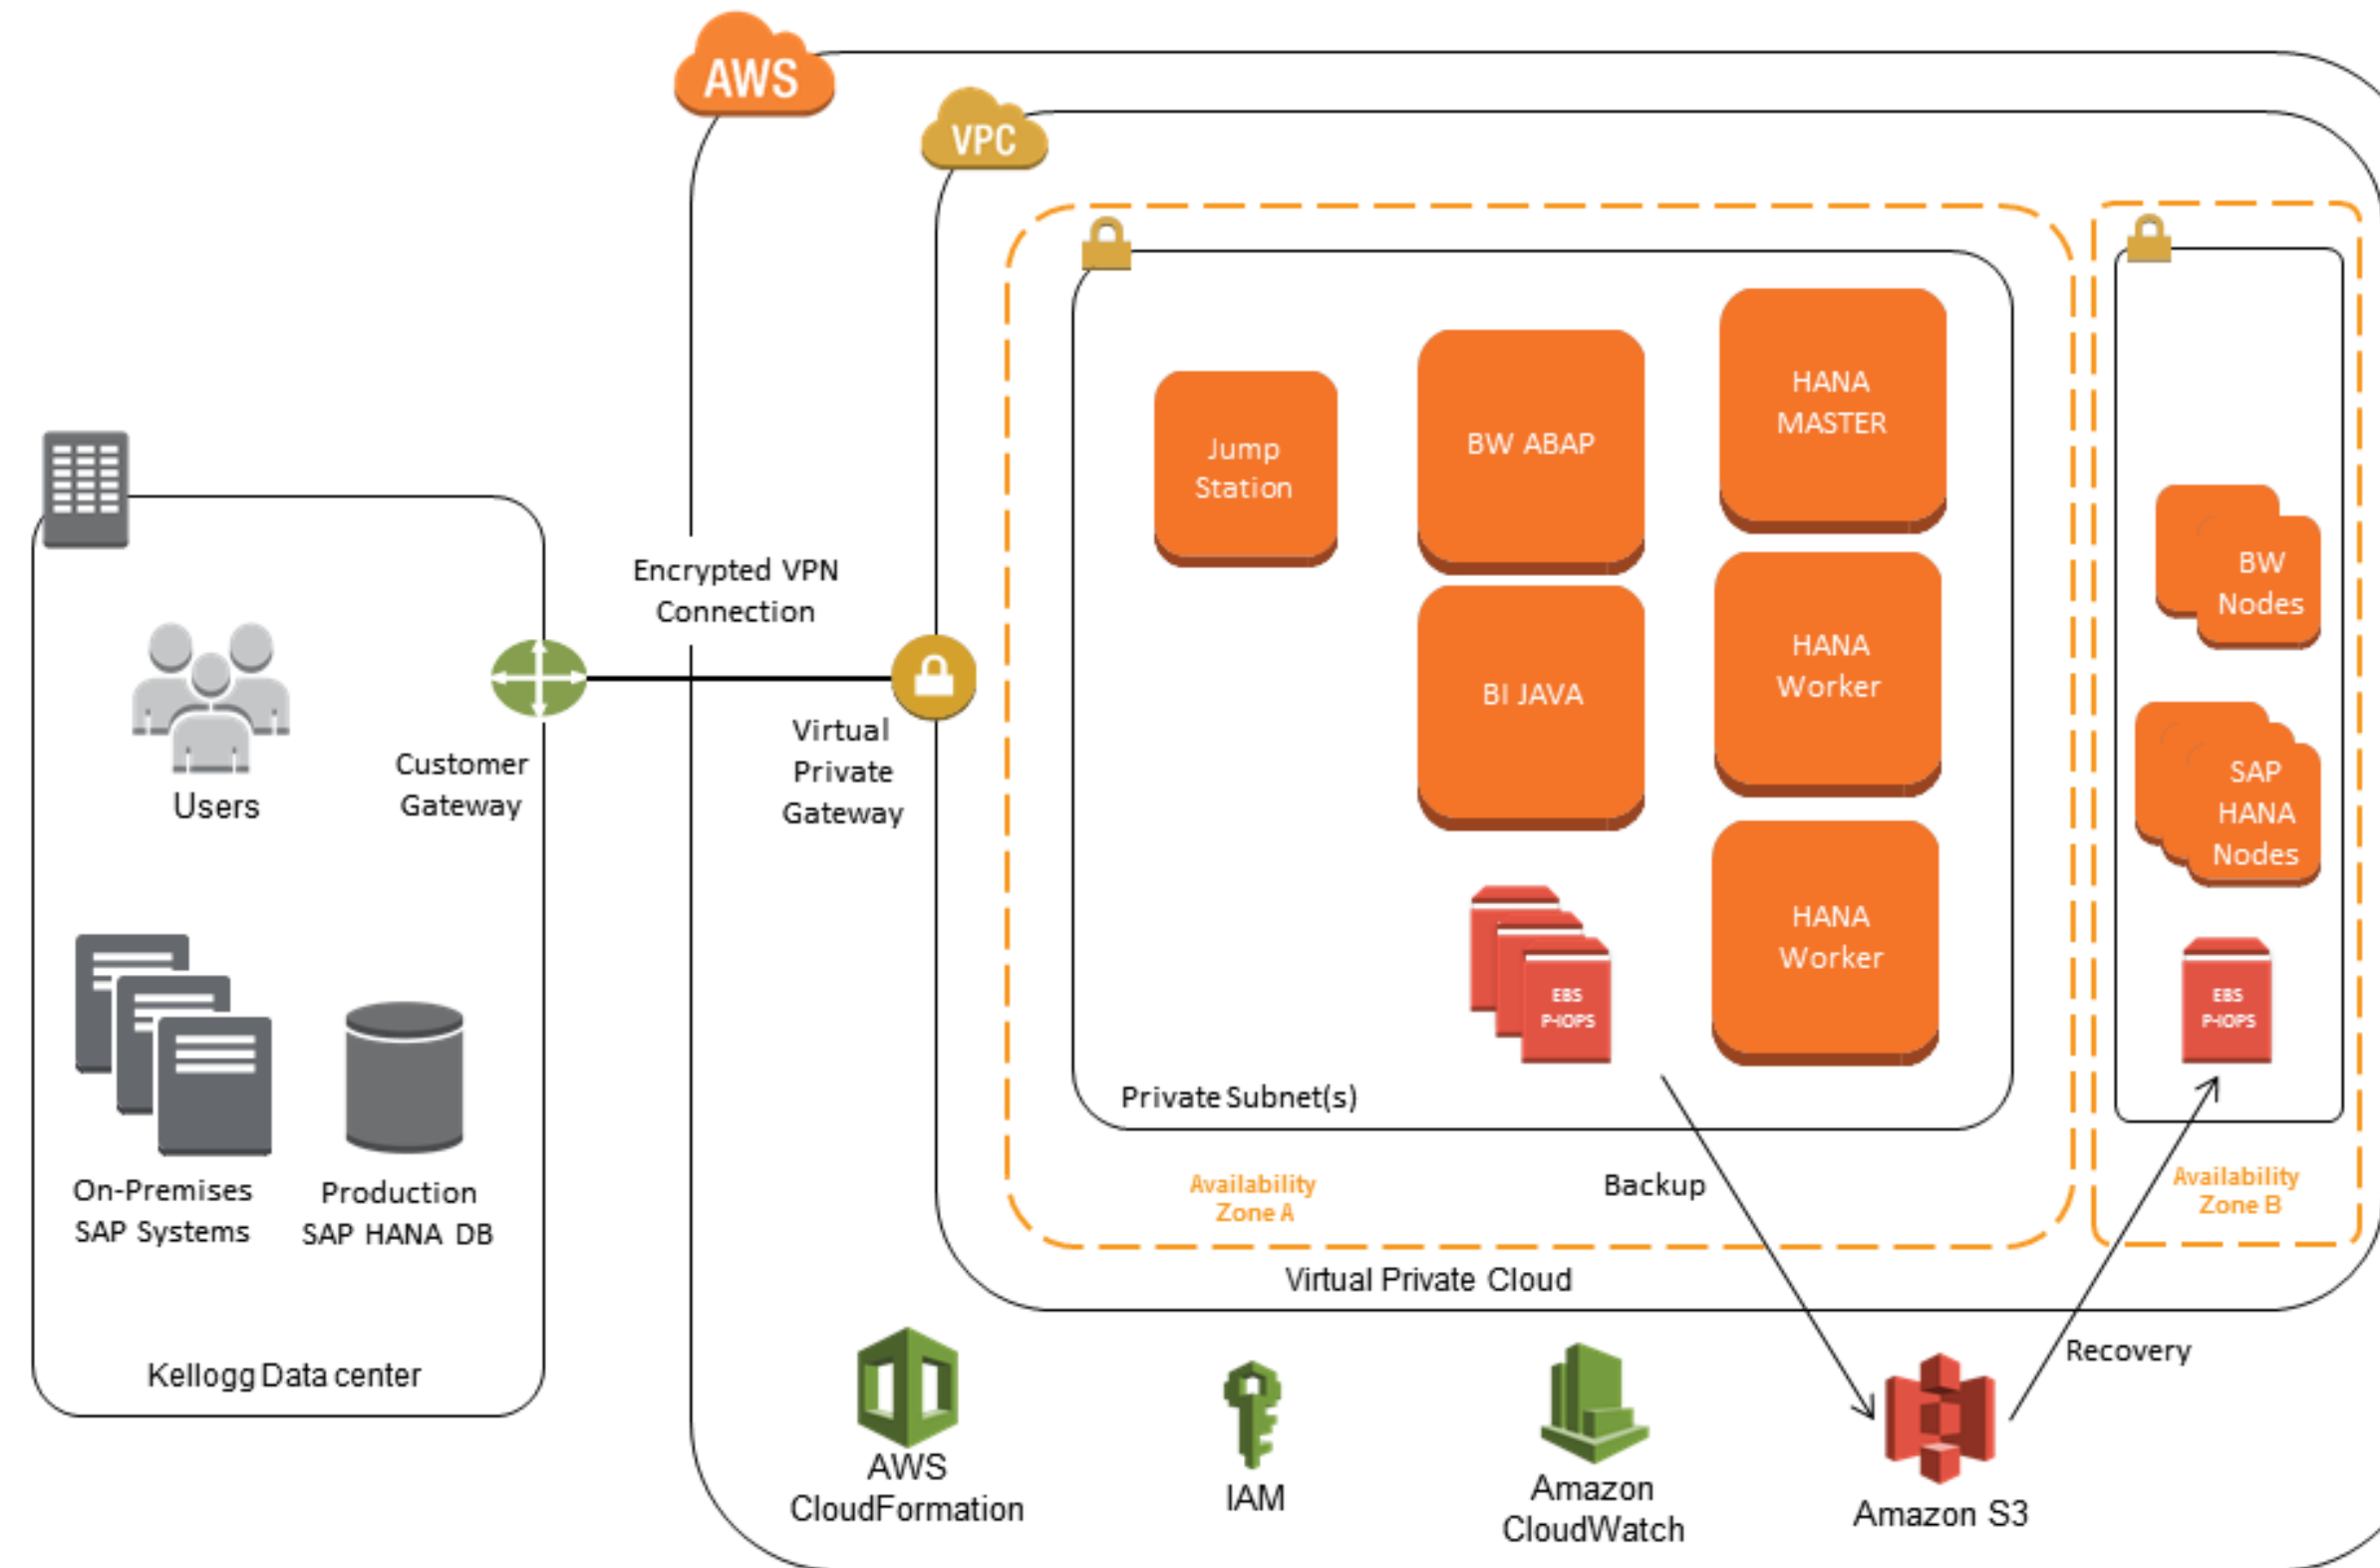 AWS
VPC
HANA
MASTER
Jump
Station
BW ABAP
Encrypted VPN
Connection
BW
Nodes
HANA
Worker
BI JAVA
Virtual
Private
Gateway
Customer
Gateway
Users
SAP
HANA
Nodes
HANA
Worker
EBS
P-IOPS
EBS
P-IOPS
Private Subnet(s)
On-Premises
SAP Systems
Production
SAP HANA DB
Availability
Zone A
Backup
Availability
Zone B
Virtual Private Cloud
Recovery
Kellogg Data center
AWS
CloudFormation
IAM
Amazon
CloudWatch
Amazon S3